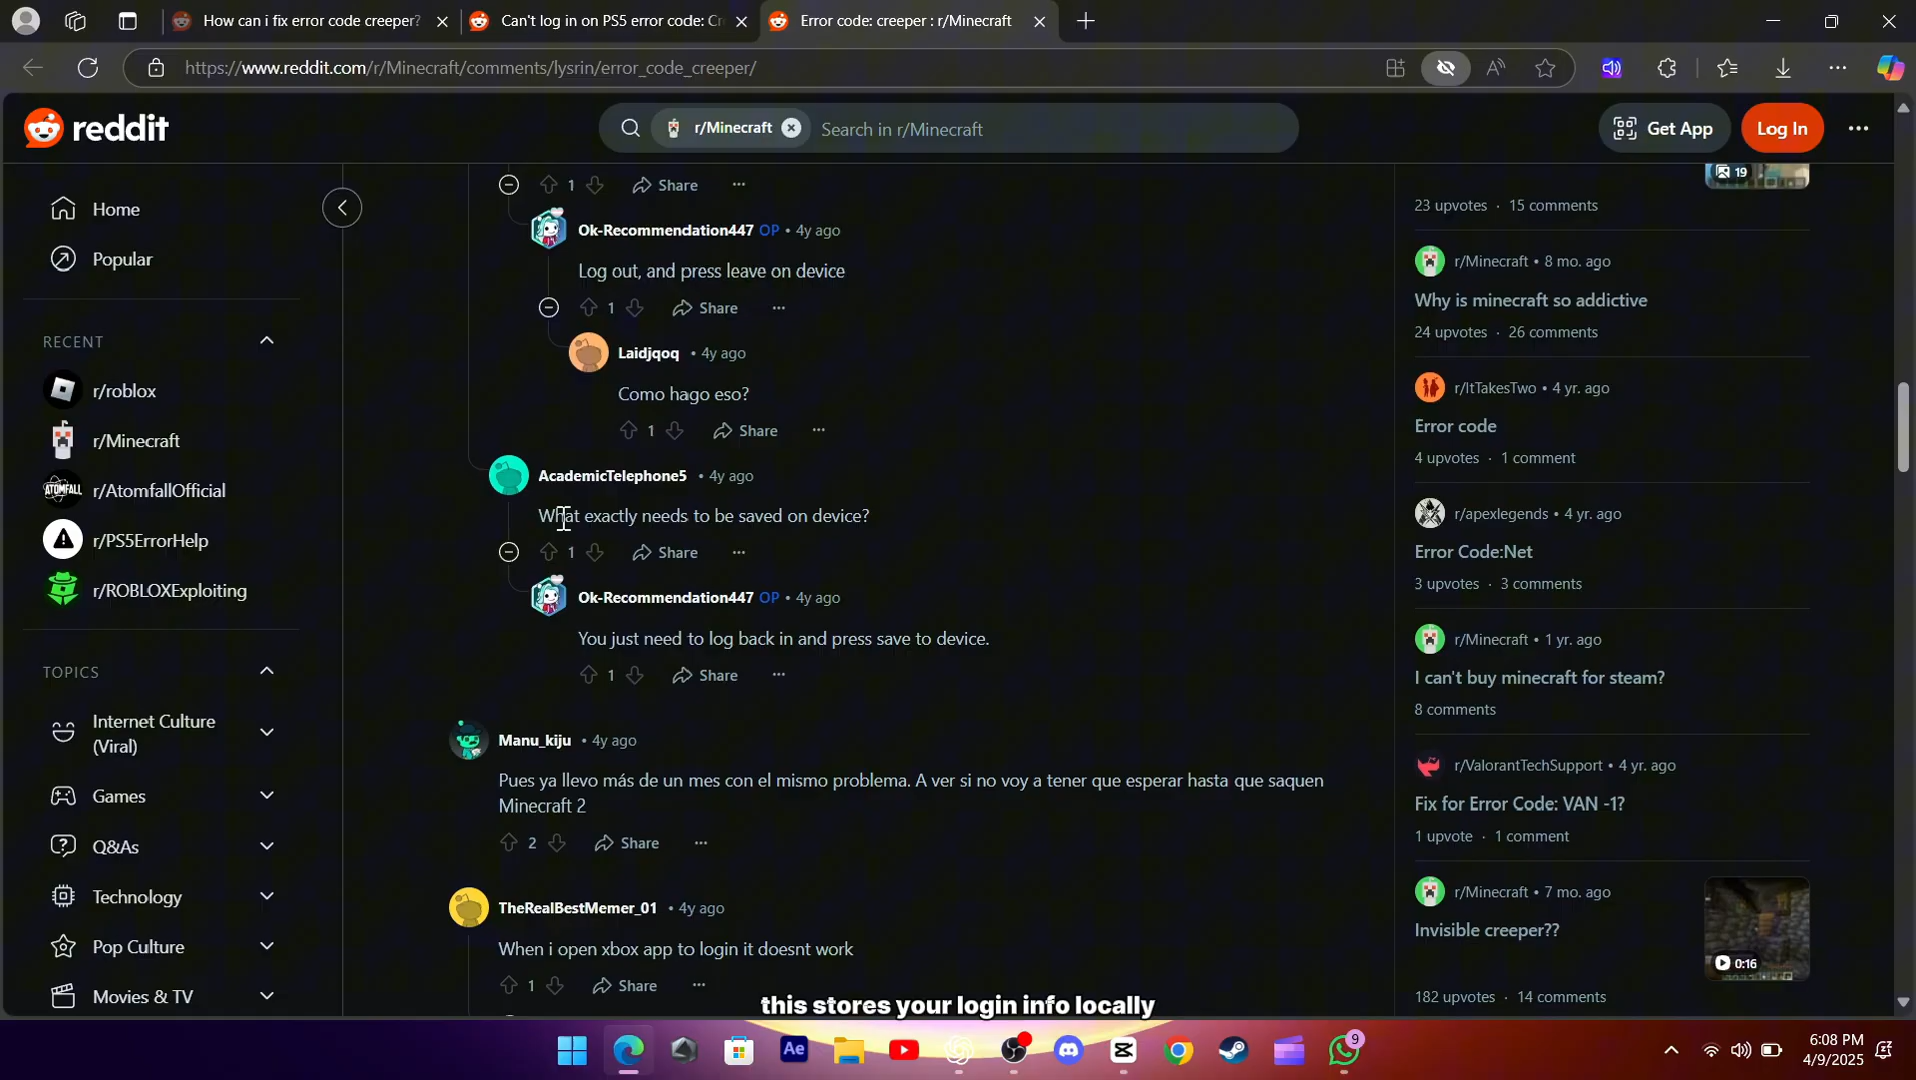 How can i fix error code creeper?
Can't log in on PS5 error code: Cr
Error code: creeper : r/Minecraft
https://www.reddit.com/r/Minecraft/comments/lysrin/error_code_creeper/
reddit
r/Minecraft
Search in r/Minecraft
Get App
Log In
Home
Popular
RECENT
r/roblox
r/Minecraft
ATOMFALL
r/AtomfallOfficial
r/PS5ErrorHelp
r/ROBLOXExploiting
TOPICS
Internet Culture
(Viral)
Games
Q&As
Technology
Pop Culture
Movies & TV
1 Share
Ok-Recommendation447 OP • 4y ago
Log out, and press leave on device
1 Share
Laidjqoq • 4y ago
Como hago eso?
1 Share
AcademicTelephone5 • 4y ago
What exactly needs to be saved on device?
1 Share
Ok-Recommendation447 OP • 4y ago
You just need to log back in and press save to device.
1 Share
Manu_kiju • 4y ago
Pues ya llevo más de un mes con el mismo problema. A ver si no voy a tener que esperar hasta que saquen
Minecraft 2
2 Share
TheRealBestMemer_01 • 4y ago
When i open xbox app to login it doesnt work
1 Share
19
23 upvotes · 15 comments
r/Minecraft • 8 mo. ago
Why is minecraft so addictive
24 upvotes · 26 comments
r/ItTakesTwo • 4 yr. ago
Error code
4 upvotes · 1 comment
r/apexlegends • 4 yr. ago
Error Code:Net
3 upvotes · 3 comments
r/Minecraft • 1 yr. ago
I can't buy minecraft for steam?
8 comments
r/ValorantTechSupport • 4 yr. ago
Fix for Error Code: VAN -1?
1 upvote · 1 comment
r/Minecraft • 7 mo. ago
Invisible creeper??
0:16
182 upvotes · 14 comments
this stores your login info locally
Ae
9
6:08 PM
4/9/2025